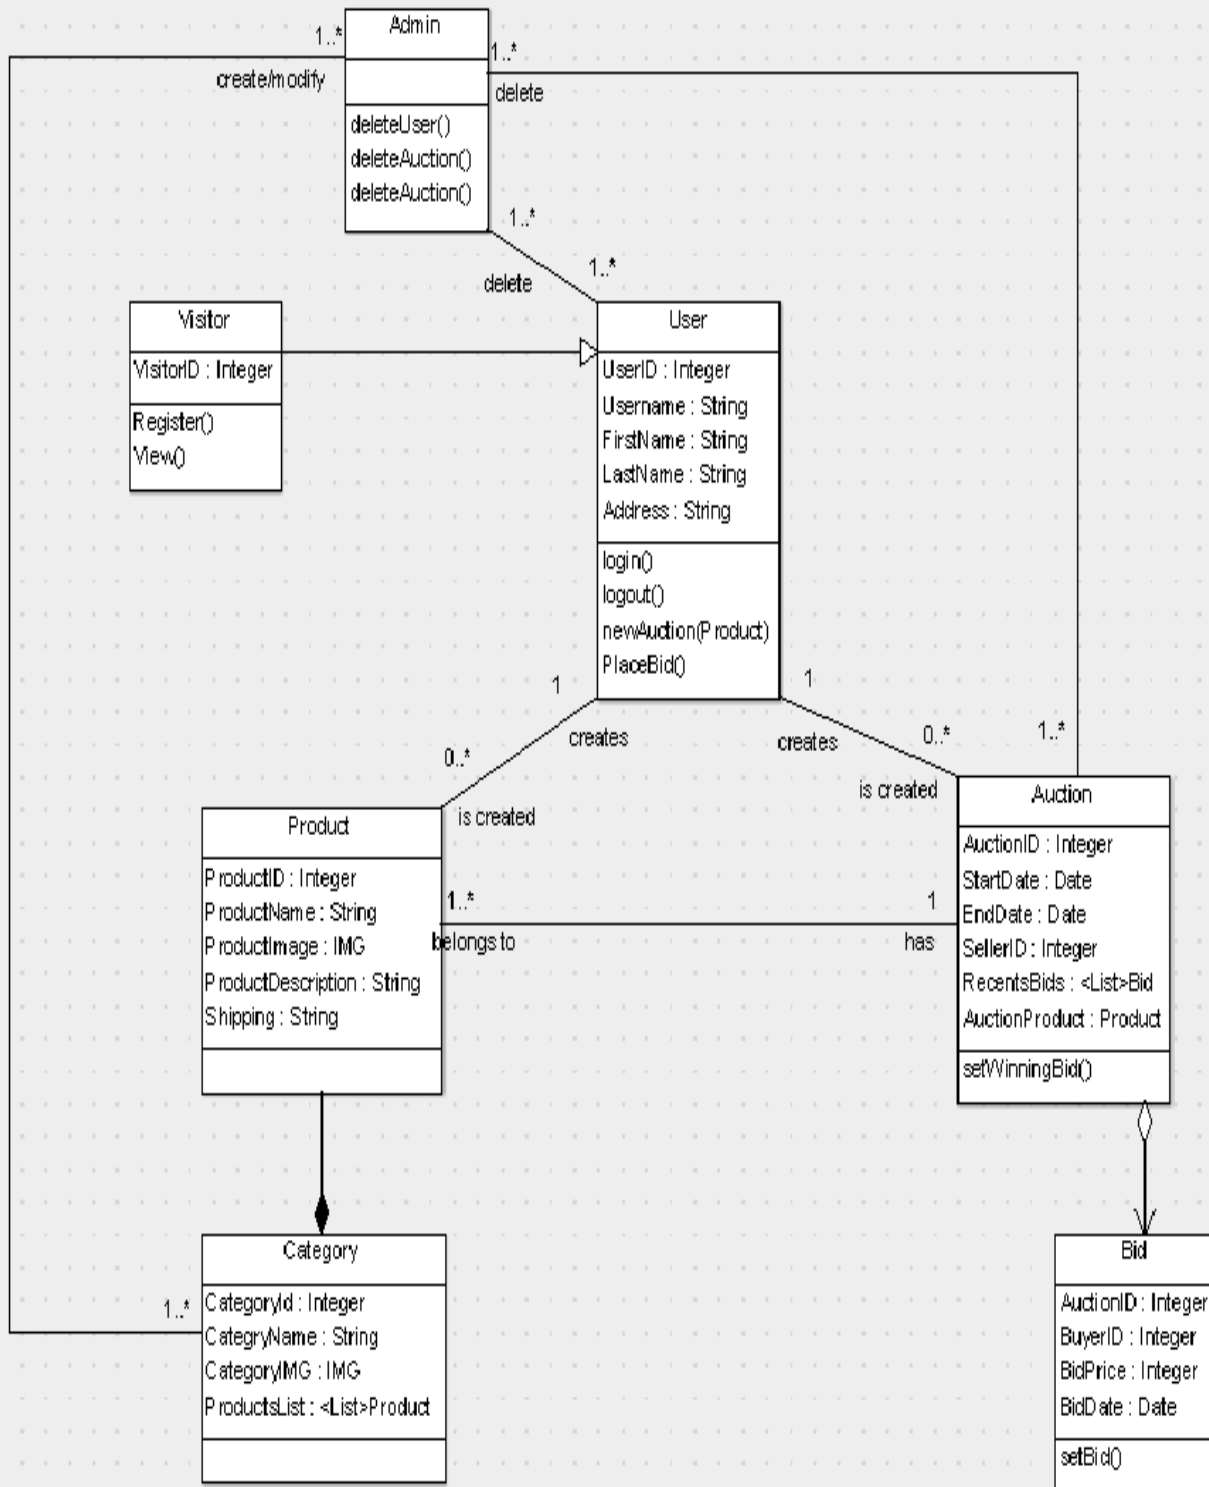 Admin
1..*
1..*
create/modify
delete
deleteUser()
deleteAuction()
deleteAuction()
1..*
1..*
delete
Visitor
VisitorID : Integer
Register()
View()
User
UserID : Integer
Username : String
FirstName : String
LastName : String
Address : String
login()
logout()
newAuction(Product)
PlaceBid()
1
creates
0..*
is created
1
creates
0..*
is created
1..*
Product
ProductID : Integer
ProductName : String
ProductImage : IMG
ProductDescription : String
Shipping : String
1..*
belongs to
1
has
Auction
AuctionID : Integer
StartDate : Date
EndDate : Date
SellerID : Integer
RecentsBids : <List>Bid
AuctionProduct : Product
setWinningBid()
Category
1..*
CategoryId : Integer
CategryName : String
CategoryIMG : IMG
ProductsList : <List>Product
Bid
AuctionID : Integer
BuyerID : Integer
BidPrice : Integer
BidDate : Date
setBid()